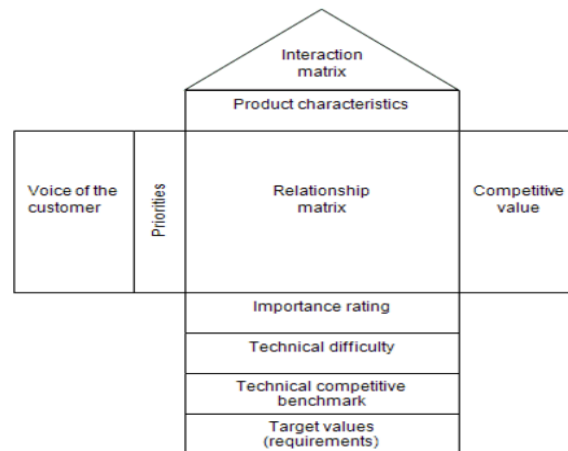 Interaction
matrix
Product characteristics
Voice of the
customer
Priorities
Relationship
matrix
Competitive
value
Importance rating
Technical difficulty
Technical competitive
benchmark
Target values
(requirements)